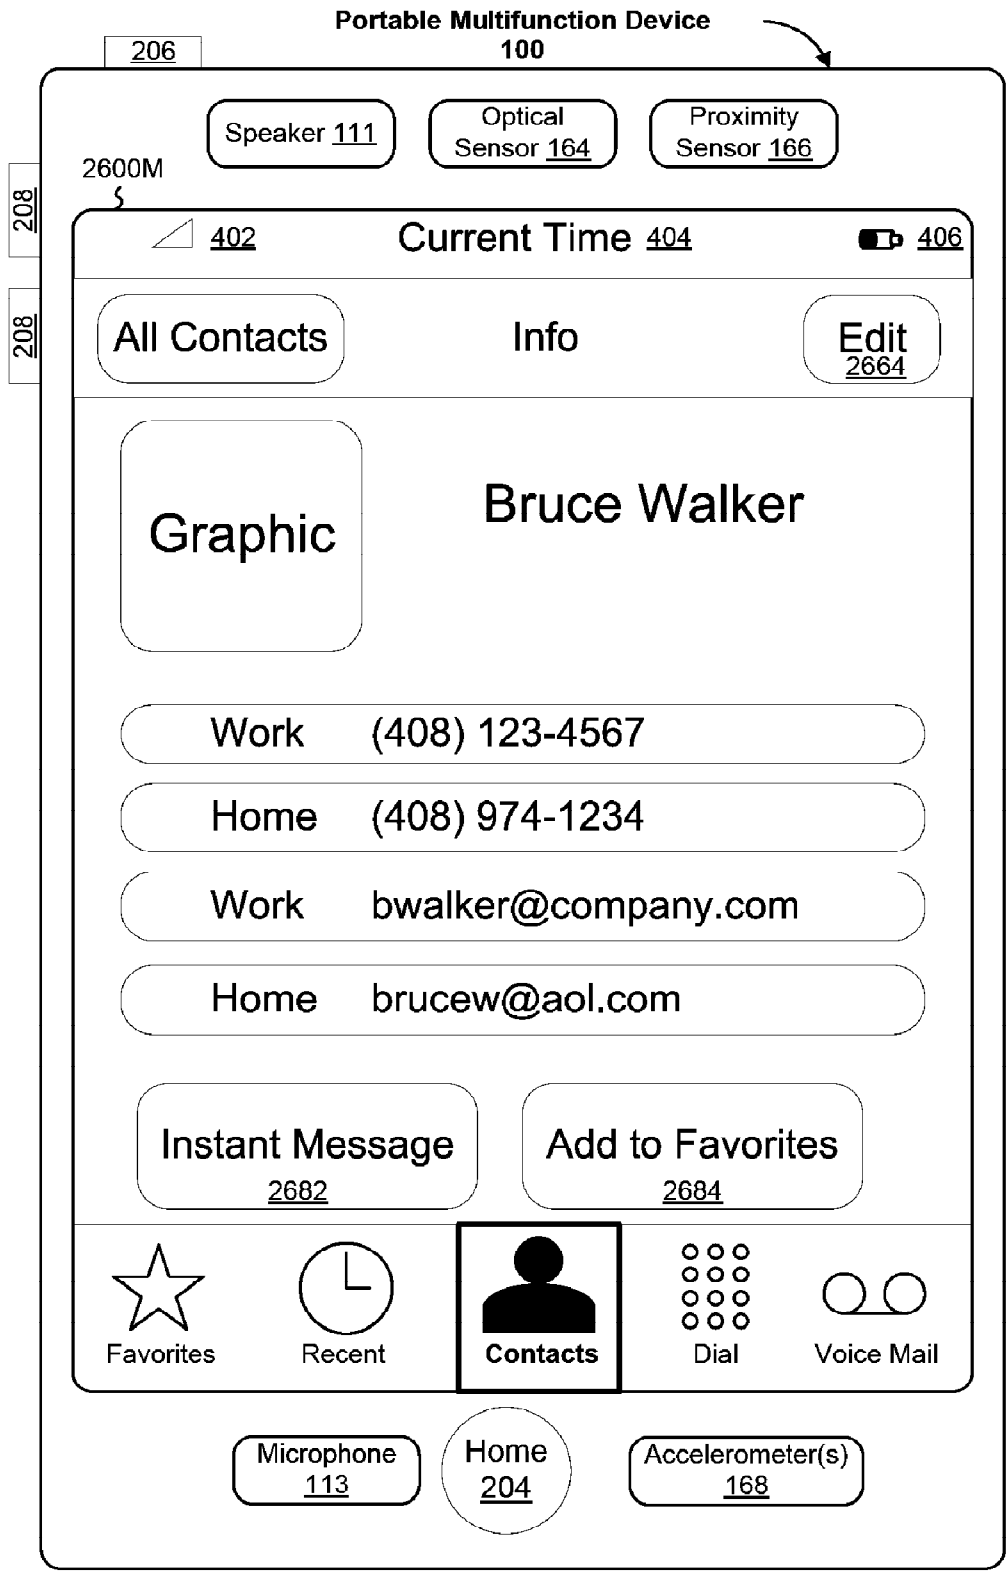 Portable Multifunction Device
100
206
Speaker 111
Optical
Sensor 164
Proximity
Sensor 166
2600M
208
208
402
Current Time 404
406
All Contacts
Info
Edit
2664
Graphic
Bruce Walker
Work (408) 123-4567
Home (408) 974-1234
Work bwalker@company.com
Home brucew@aol.com
Instant Message
2682
Add to Favorites
2684
Favorites
Recent
Contacts
Dial
Voice Mail
Microphone
113
Home
204
Accelerometer(s)
168